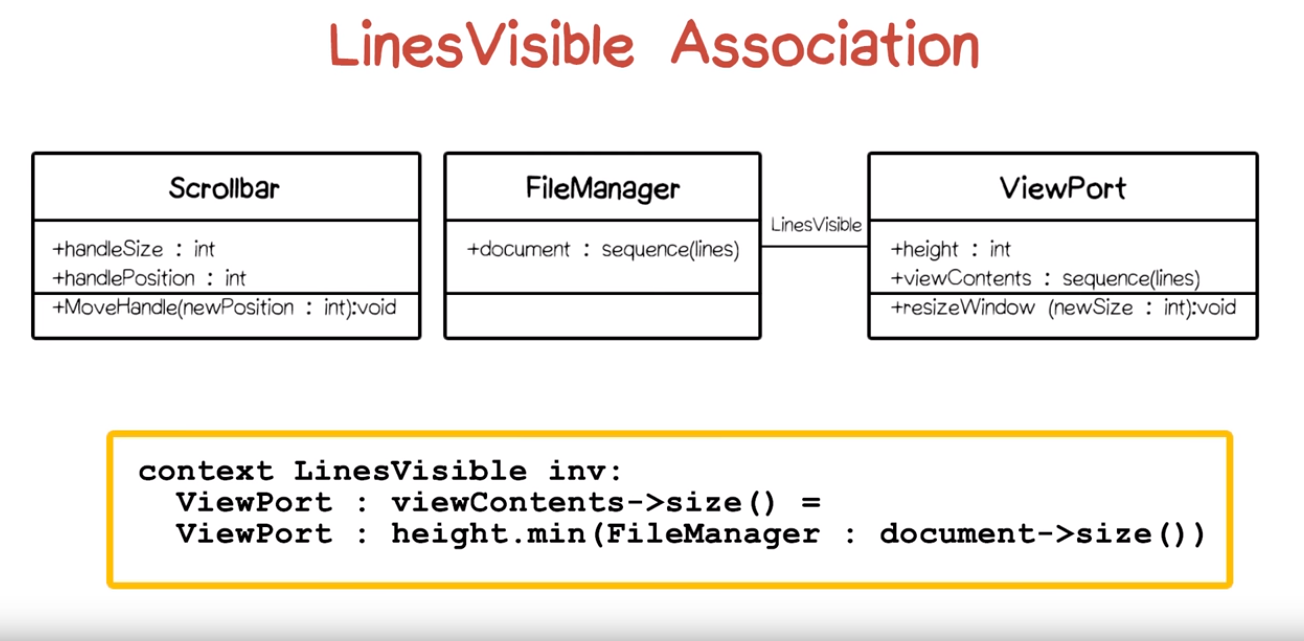 LinesVisible Association
Scrollbar
+handleSize : int
+handlePosition : int
+MoveHandle(newPosition : int):void
FileManager
+document : sequence(lines)
LinesVisible
ViewPort
+height : int
+viewContents : sequence(lines)
+resizeWindow (newSize : int):void
context LinesVisible inv:
ViewPort : viewContents->size() =
ViewPort : height.min(FileManager : document->size())